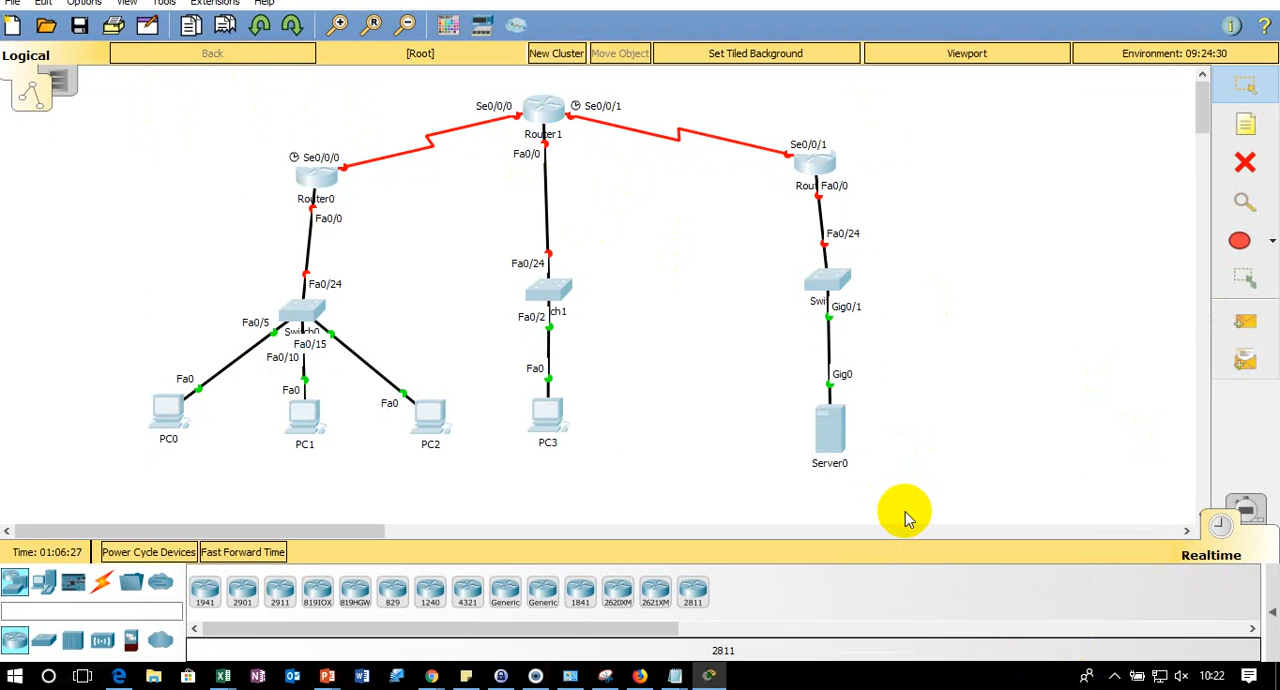 File Edit Options View Tools Extensions Help
Logical
Back
[Root]
New Cluster
Move Object
Set Tiled Background
Viewport
Environment: 09:24:30
Se0/0/0
Se0/0/1
Router1
Fa0/0
Se0/0/1
Rout Fa0/0
Se0/0/0
Router0
Fa0/0
Fa0/24
Fa0/24
Fa0/24
Swi
Gig0/1
Fa0/2
ch1
Fa0/5
Switch0
Fa0/15
Fa0/10
Fa0
Fa0
Fa0
Fa0
Gig0
PC0
PC1
PC2
PC3
Server0
Time: 01:06:27
Power Cycle Devices
Fast Forward Time
Realtime
1941
2901
2911
819IOX
819HGW
829
1240
4321
Generic
Generic
1841
2620XM
2621XM
2811
2811
10:22